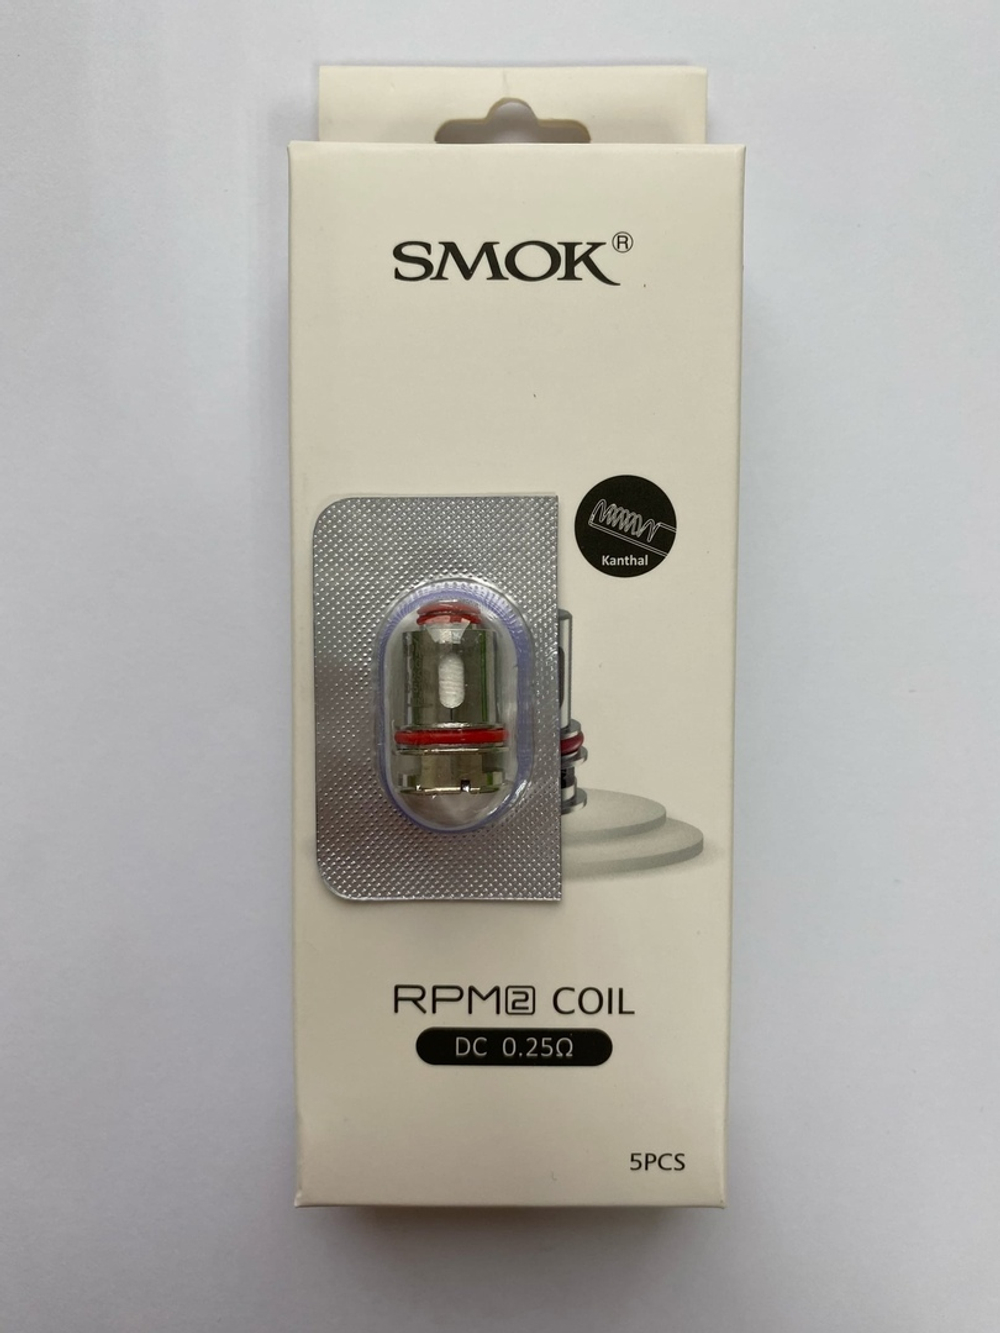 SMOK®
Kanthal
RPM2 COIL
DC 0.25Ω
5PCS